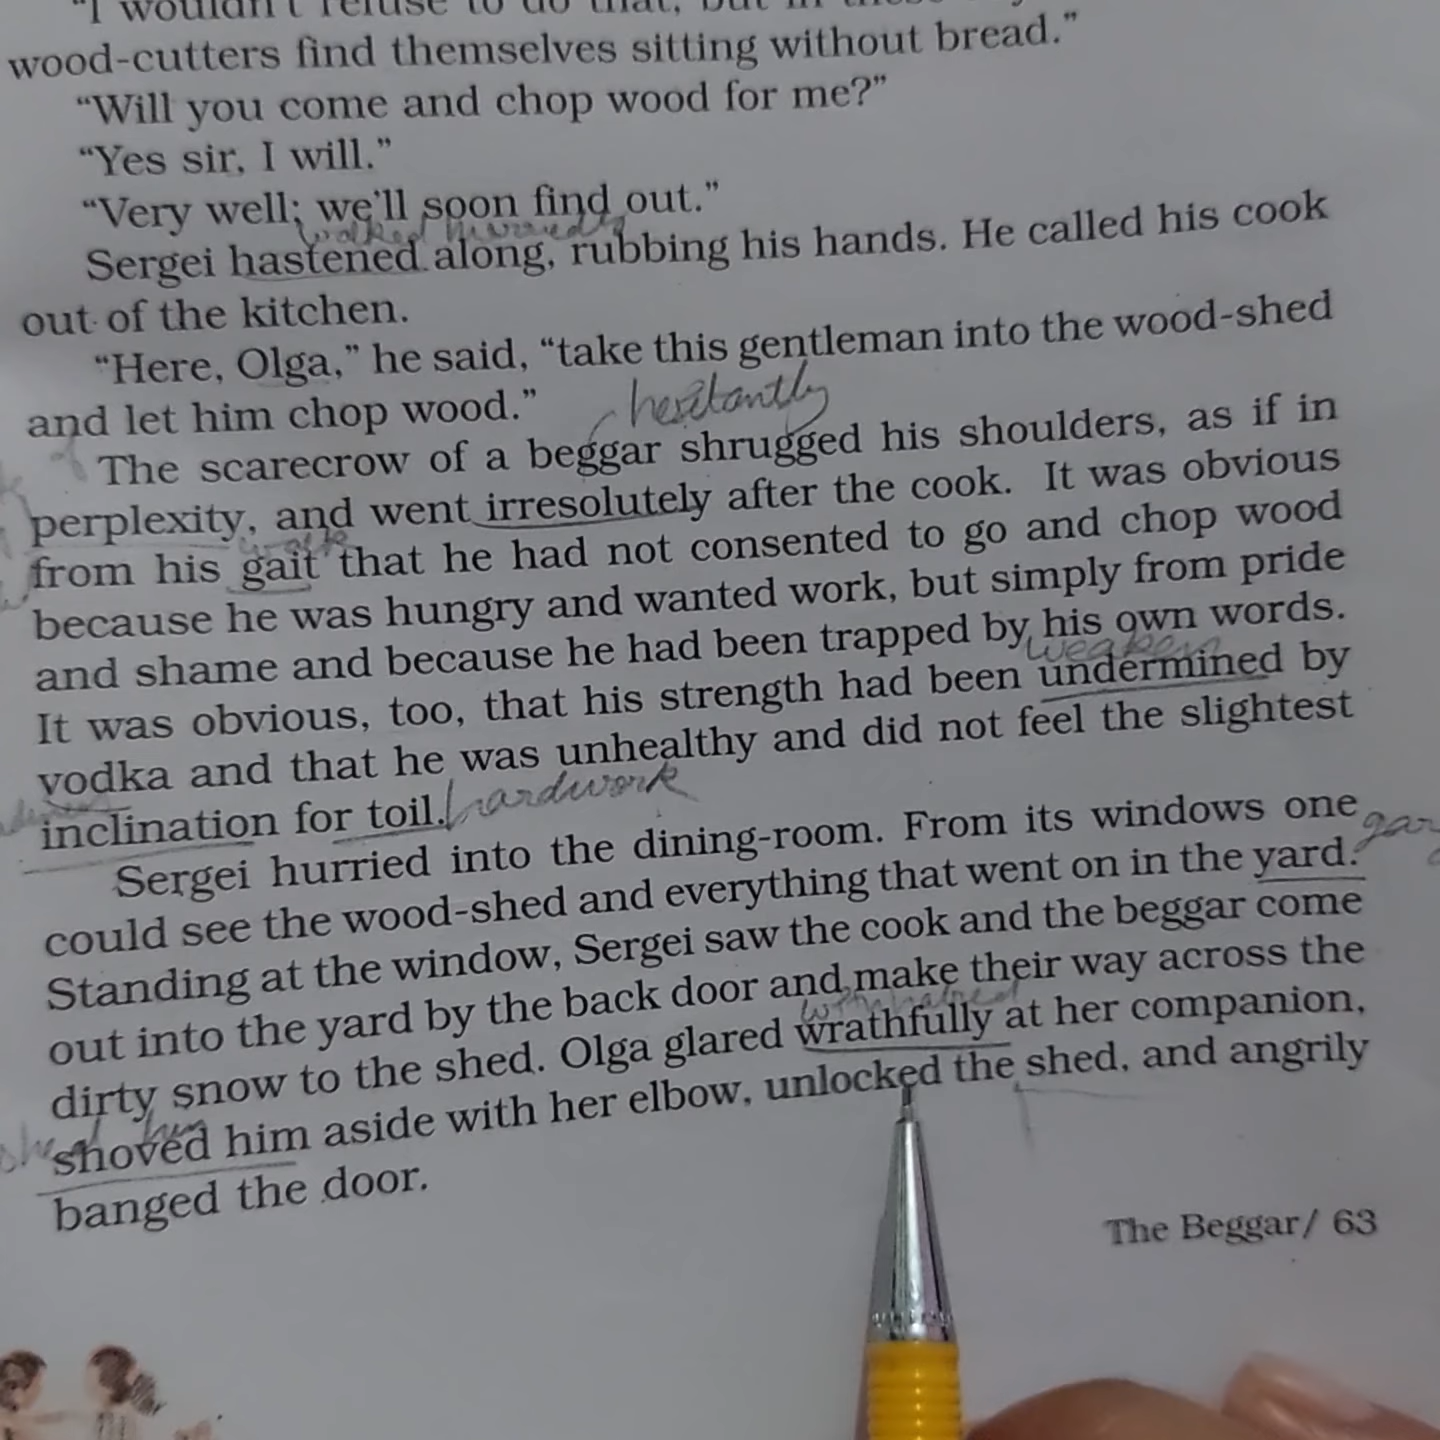 "I wouldn't refuse to do that, but in these
wood-cutters find themselves sitting without bread."
"Will you come and chop wood for me?"
"Yes sir, I will."
"Very well; we'll soon find out."
walked hurriedly
Sergei hastened along, rubbing his hands. He called his cook
out of the kitchen.
"Here, Olga," he said, "take this gentleman into the wood-shed
and let him chop wood."
hesitantly
The scarecrow of a beggar shrugged his shoulders, as if in
perplexity, and went irresolutely after the cook. It was obvious
walk
from his gait that he had not consented to go and chop wood
because he was hungry and wanted work, but simply from pride
and shame and because he had been trapped by his own words.
weaken
It was obvious, too, that his strength had been undermined by
vodka and that he was unhealthy and did not feel the slightest
inclination for toil. hardwork
Sergei hurried into the dining-room. From its windows one
could see the wood-shed and everything that went on in the yard.
Standing at the window, Sergei saw the cook and the beggar come
out into the yard by the back door and make their way across the
with hatred
dirty snow to the shed. Olga glared wrathfully at her companion,
shoved him aside with her elbow, unlocked the shed, and angrily
banged the door.
The Beggar/ 63